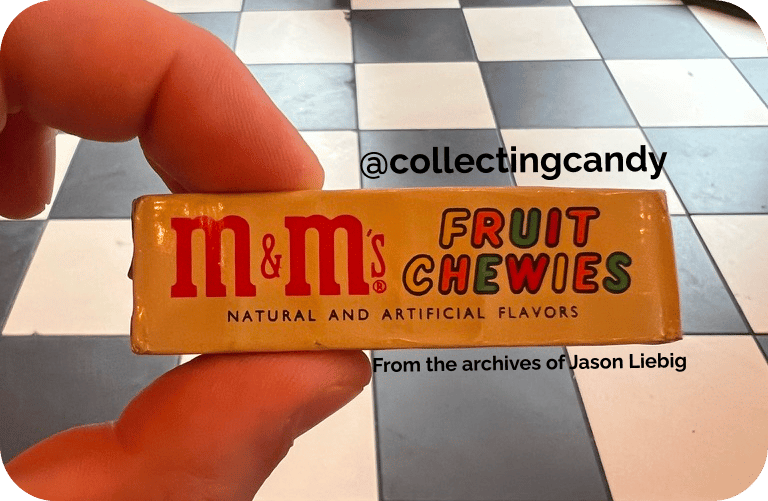 @collectingcandy
m&m's® FRUIT
CHEWIES
NATURAL AND ARTIFICIAL FLAVORS
From the archives of Jason Liebig